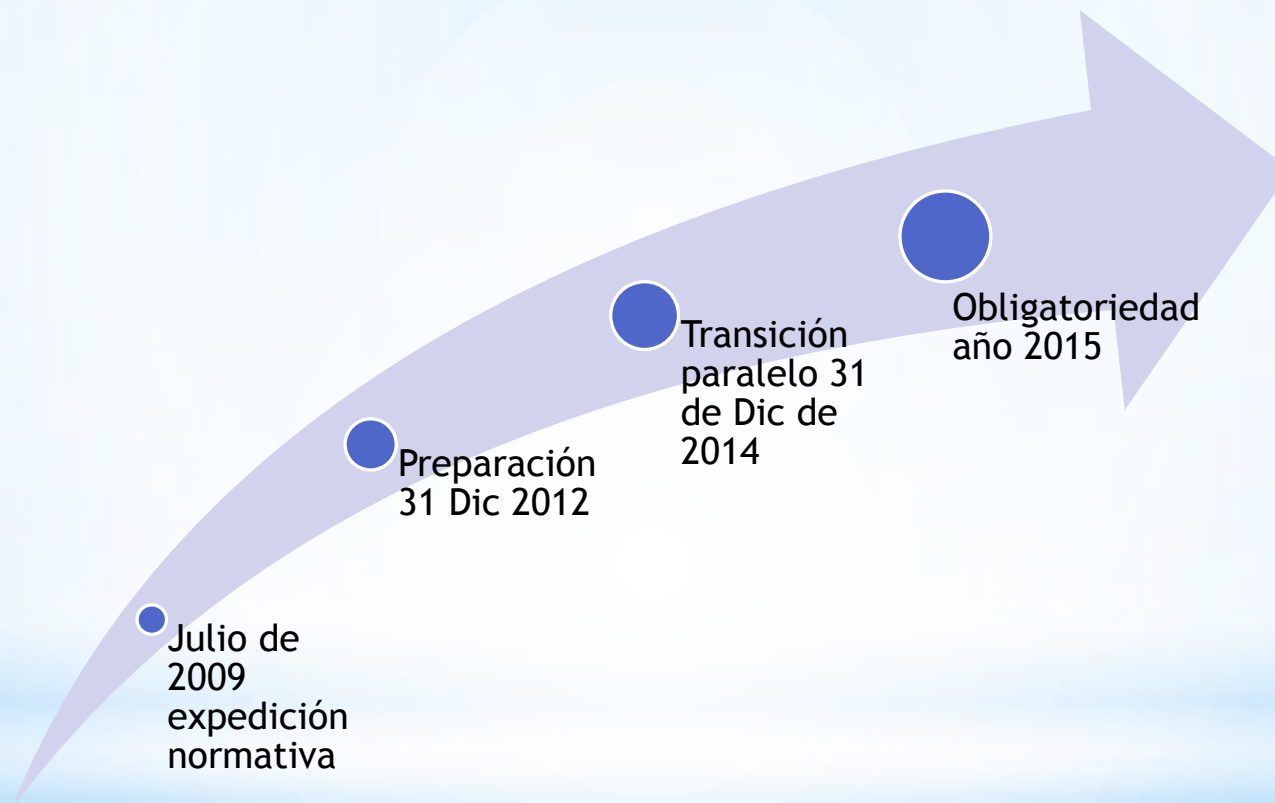 Julio de
2009
expedición
normativa
Preparación
31 Dic 2012
Transición
paralelo 31
de Dic de
2014
Obligatoriedad
año 2015